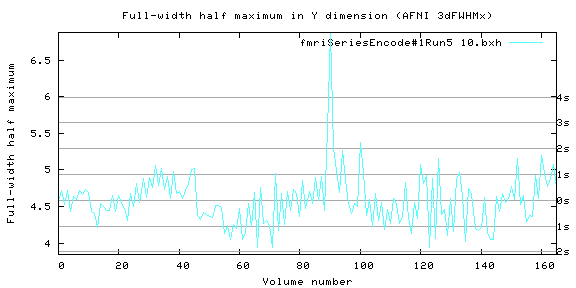 Full-width half maximum in Y dimension (AFNI 3dFWHMx)
fmriSeriesEncode#1Run5 10.bxh
Full-width half maximum
6.5
6
5.5
5
4.5
4
4s
3s
2s
1s
0s
1s
2s
0 20 40 60 80 100 120 140 160
Volume number